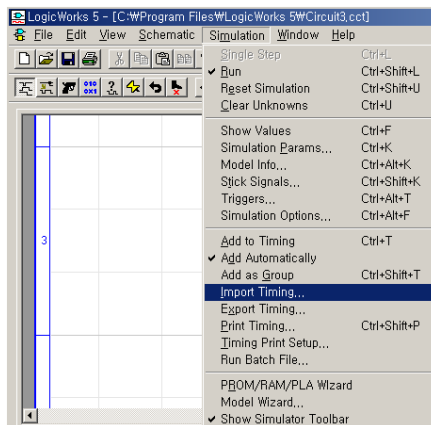 LogicWorks 5 - [C:₩Program Files₩LogicWorks 5₩Circuit3,cct]
File Edit View Schematic Simulation Window Help
Single Step Ctrl+L
Run Ctrl+Shift+L
Reset Simulation Ctrl+Shift+U
Clear Unknowns Ctrl+U
Show Values Ctrl+F
Simulation Params,,, Ctrl+K
Model Info,,, Ctrl+Alt+K
Stick Signals,,, Ctrl+Shift+K
Triggers,,, Ctrl+Alt+T
Simulation Options,,, Ctrl+Alt+F
3
Add to Timing Ctrl+T
Add Automatically
Add as Group Ctrl+Shift+T
Import Timing,,,
Export Timing,,,
Print Timing,,, Ctrl+Shift+P
Timing Print Setup,,,
Run Batch File,,,
PROM/RAM/PLA Wizard
Model Wizard,,,
Show Simulator Toolbar